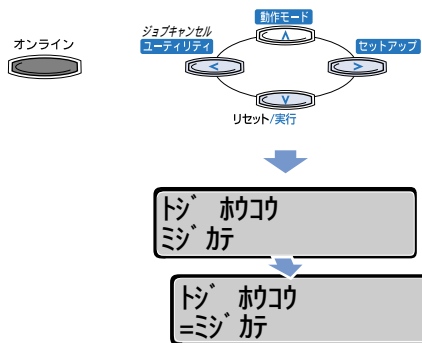 動作モード
ジョブキャンセル
ユーティリティ
オンライン
セットアップ
リセット/実行
トジ ホウコウ
ミジカテ
トジ ホウコウ
=ミジカテ